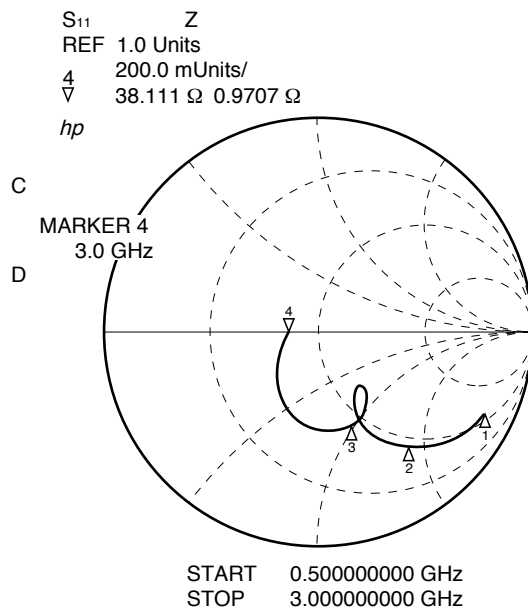 S11 Z
REF 1.0 Units
4 200.0 mUnits/
▽ 38.111 Ω 0.9707 Ω
hp
C
MARKER 4
3.0 GHz
D
4
3
2
1
START 0.500000000 GHz
STOP 3.000000000 GHz